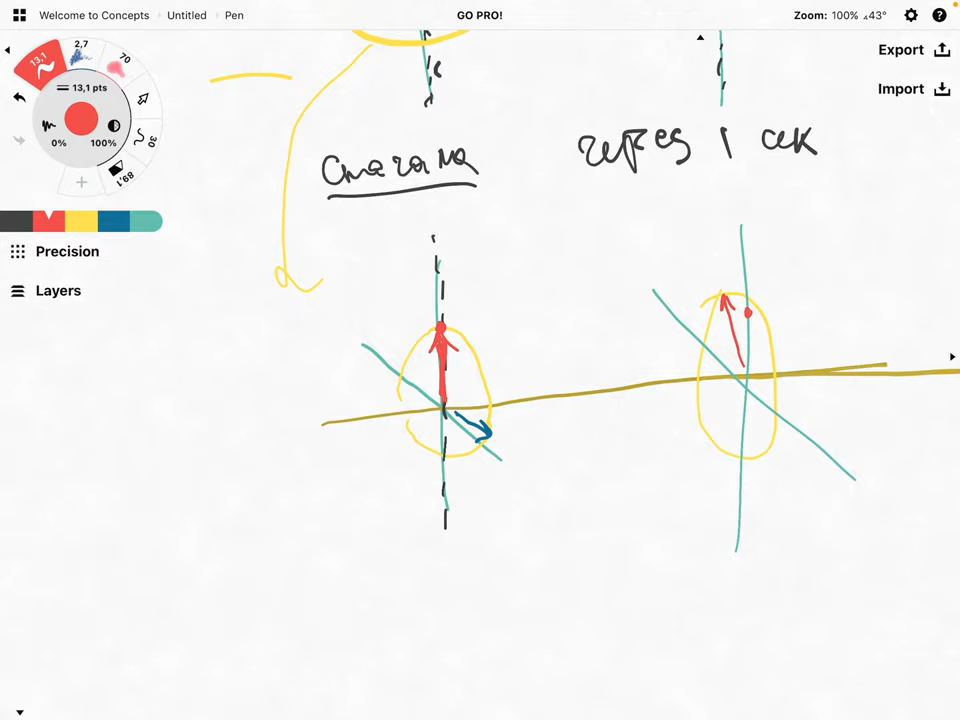 Welcome to Concepts › Untitled › Pen
GO PRO!
Zoom: 100% ⊿43°
?
Export
Import
2,7
13,1
70
13,1 pts
0% 100%
30
89,1
+
Precision
Layers
Сначала
через 1 сек